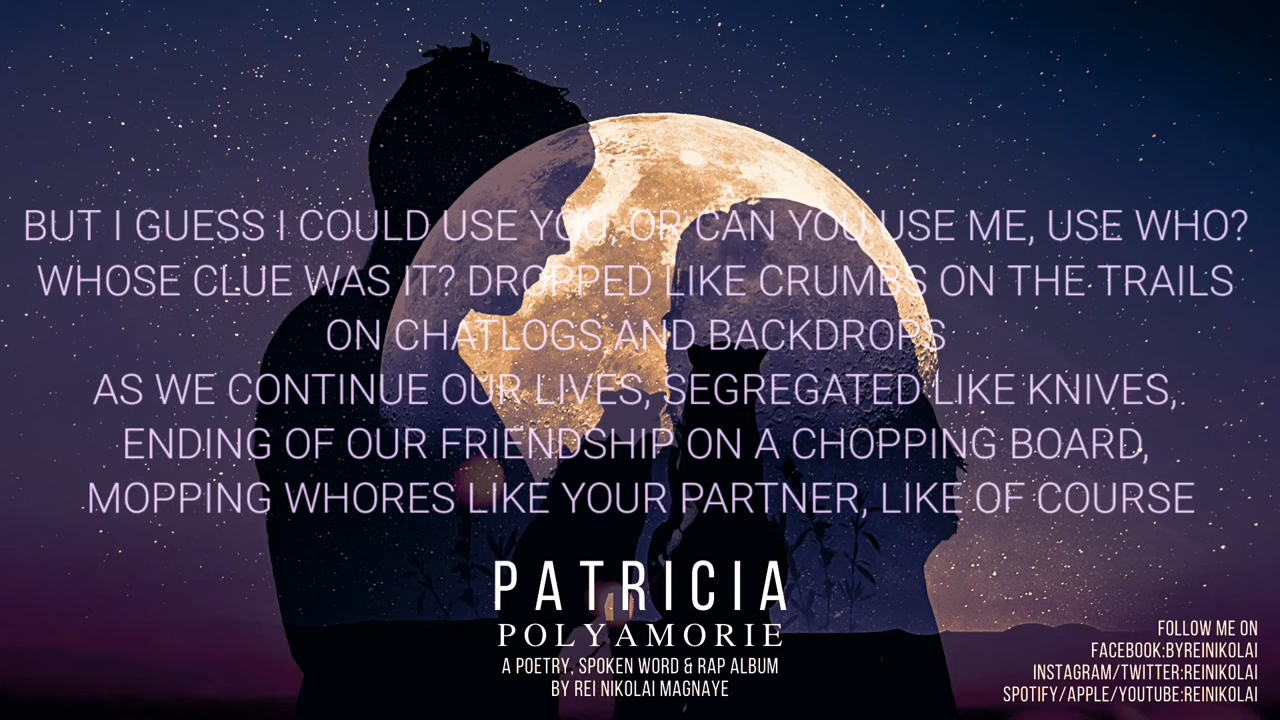 BUT I GUESS I COULD USE YOU, OR CAN YOU USE ME, USE WHO?
WHOSE CLUE WAS IT? DROPPED LIKE CRUMBS ON THE TRAILS
ON CHATLOGS AND BACKDROPS
AS WE CONTINUE OUR LIVES, SEGREGATED LIKE KNIVES,
ENDING OF OUR FRIENDSHIP ON A CHOPPING BOARD,
MOPPING WHORES LIKE YOUR PARTNER, LIKE OF COURSE
PATRICIA
POLYAMORIE
A POETRY, SPOKEN WORD & RAP ALBUM
BY REI NIKOLAI MAGNAYE
FOLLOW ME ON
FACEBOOK:BYREINIKOLAI
INSTAGRAM/TWITTER:REINIKOLAI
SPOTIFY/APPLE/YOUTUBE:REINIKOLAI